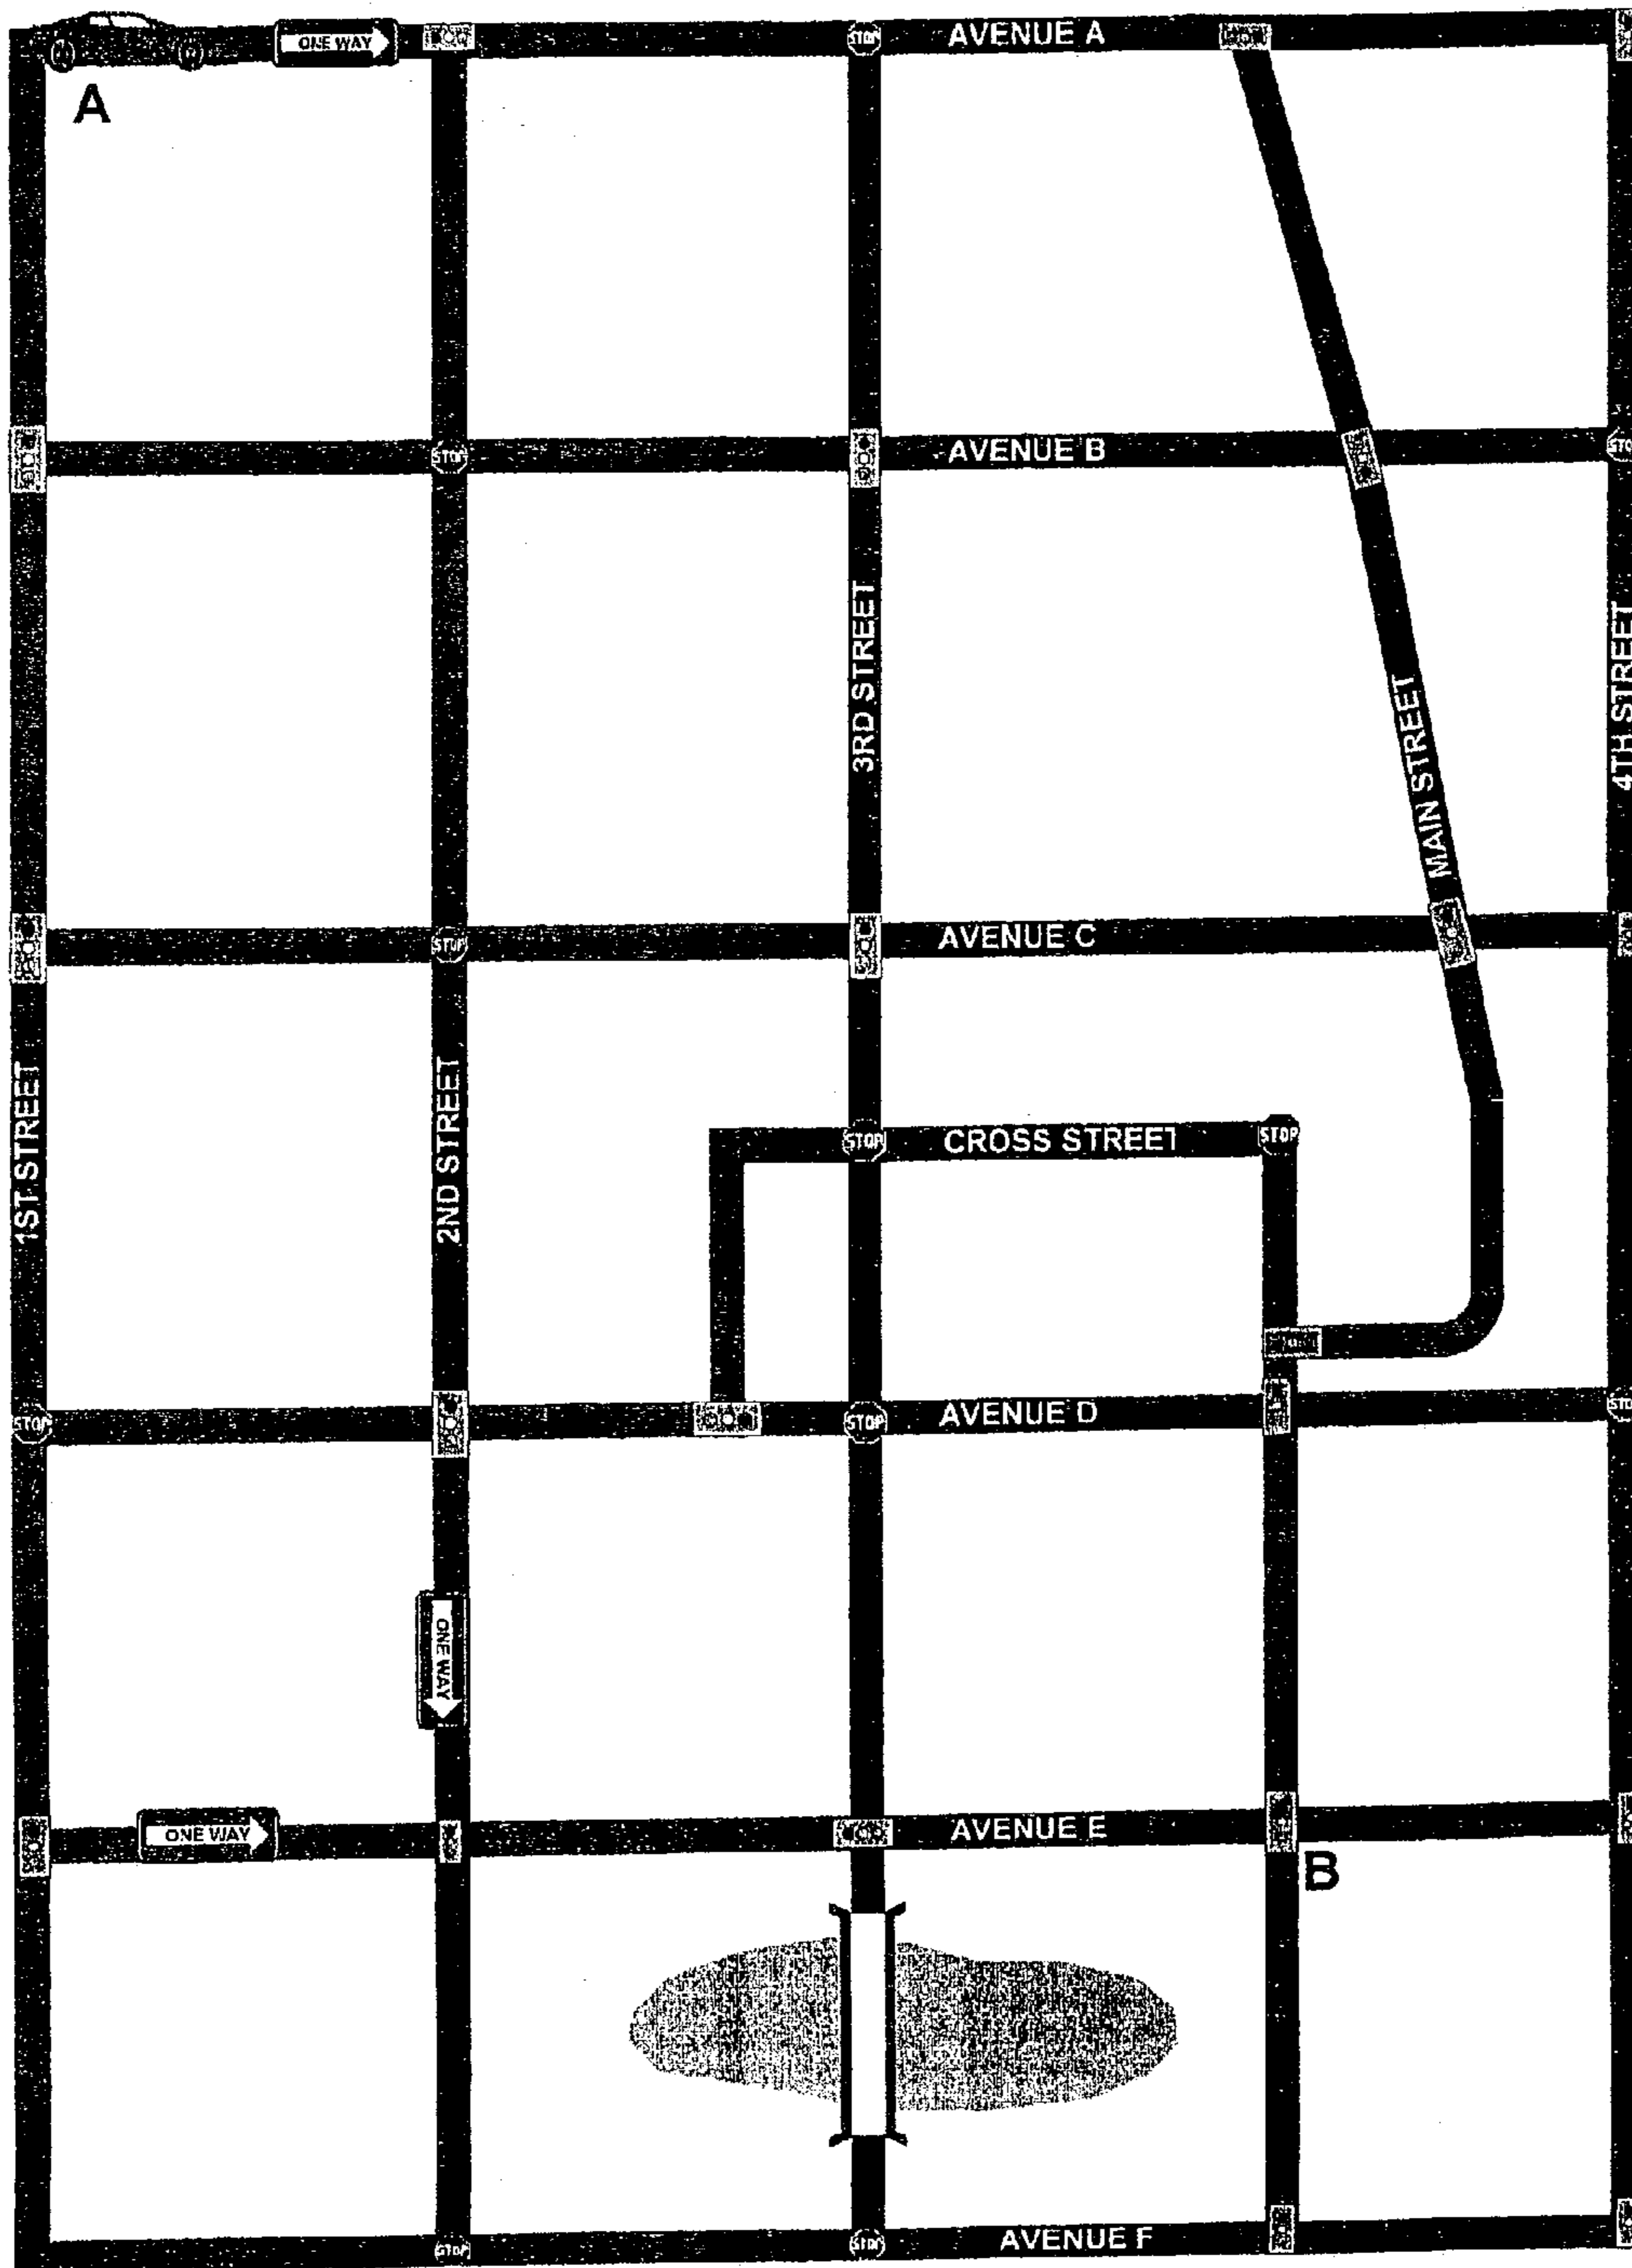 ONE WAY
STOP
AVENUE A
A
STOP
AVENUE B
STOP
3RD STREET
4TH STREET
MAIN STREET
STOP
AVENUE C
1ST STREET
2ND STREET
STOP
CROSS STREET
STOP
STOP
STOP
AVENUE D
STOP
ONE WAY
ONE WAY
AVENUE E
B
STOP
STOP
AVENUE F